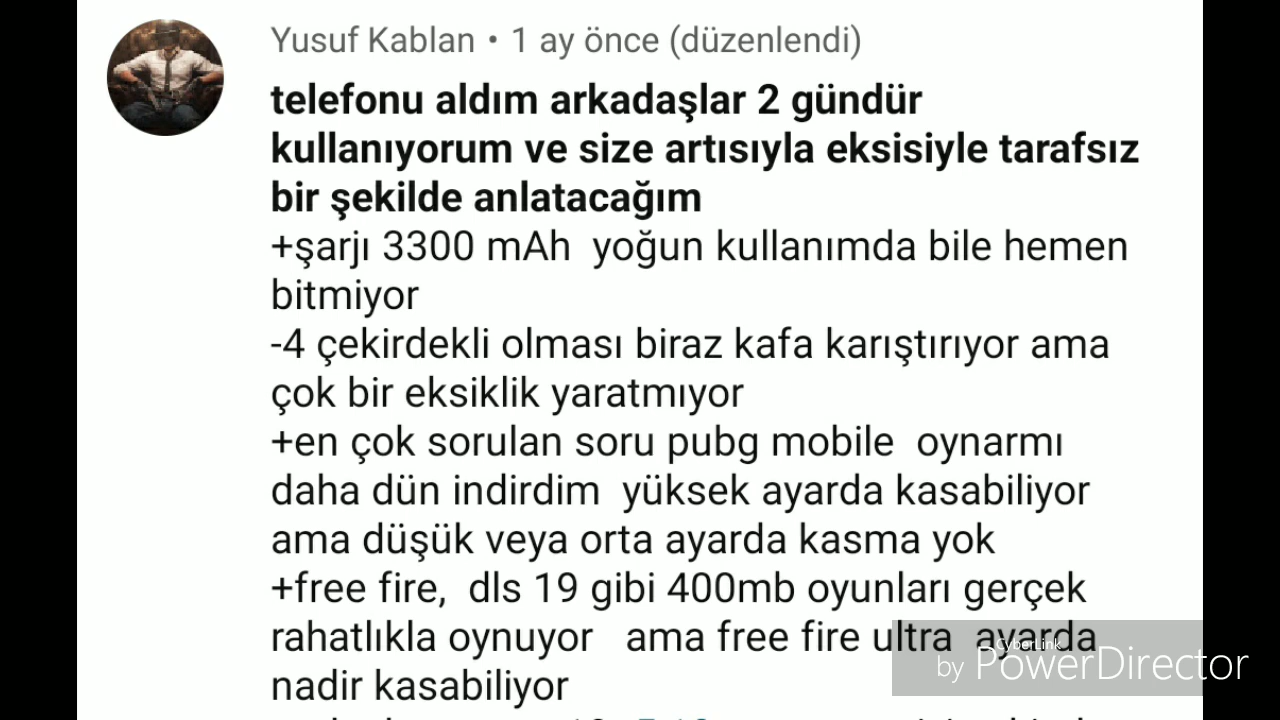 Yusuf Kablan • 1 ay önce (düzenlendi)
telefonu aldım arkadaşlar 2 gündür
kullanıyorum ve size artısıyla eksisiyle tarafsız
bir şekilde anlatacağım
+şarjı 3300 mAh  yoğun kullanımda bile hemen
bitmiyor
-4 çekirdekli olması biraz kafa karıştırıyor ama
çok bir eksiklik yaratmıyor
+en çok sorulan soru pubg mobile  oynarmı
daha dün indirdim  yüksek ayarda kasabiliyor
ama düşük veya orta ayarda kasma yok
+free fire,  dls 19 gibi 400mb oyunları gerçek
rahatlıkla oynuyor   ama free fire ultra  ayarda
nadir kasabiliyor
CyberLink
by PowerDirector